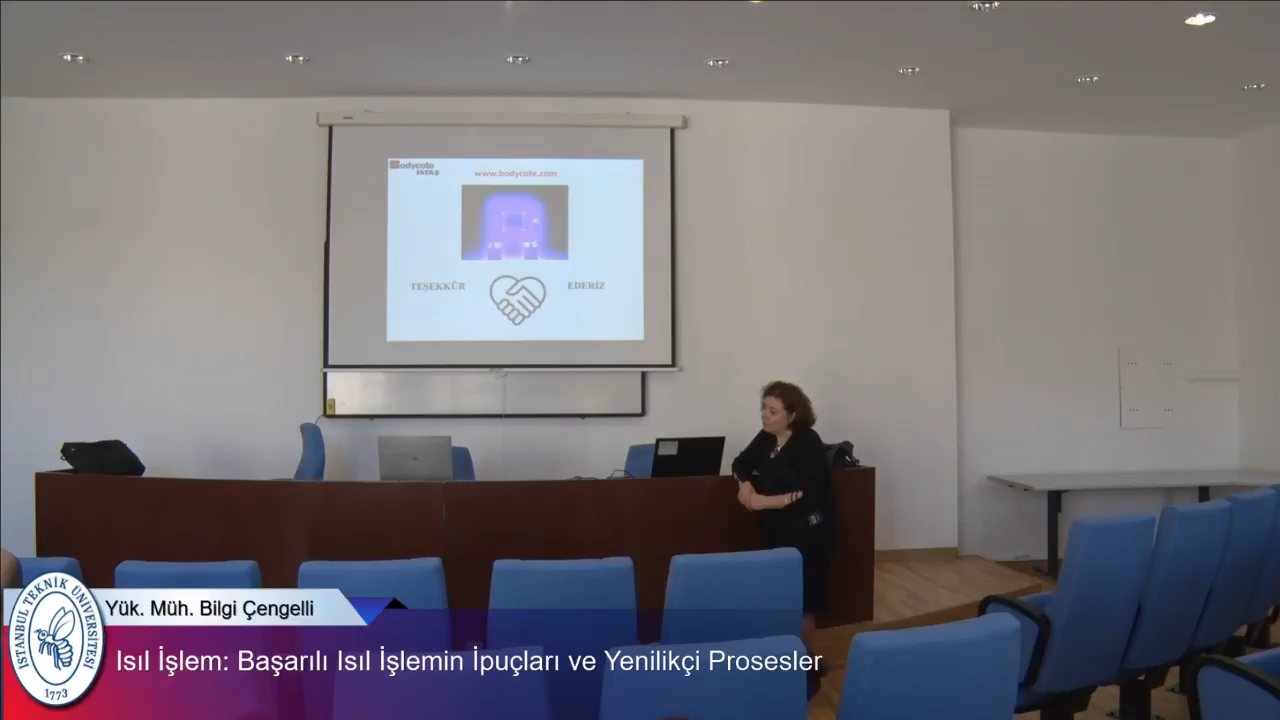 Bodycote
ISTAŞ
www.bodycote.com
TEŞEKKÜR
EDERİZ
Yük. Müh. Bilgi Çengelli
Isıl İşlem: Başarılı Isıl İşlemin İpuçları ve Yenilikçi Prosesler
İSTANBUL TEKNİK ÜNİVERSİTESİ
1773